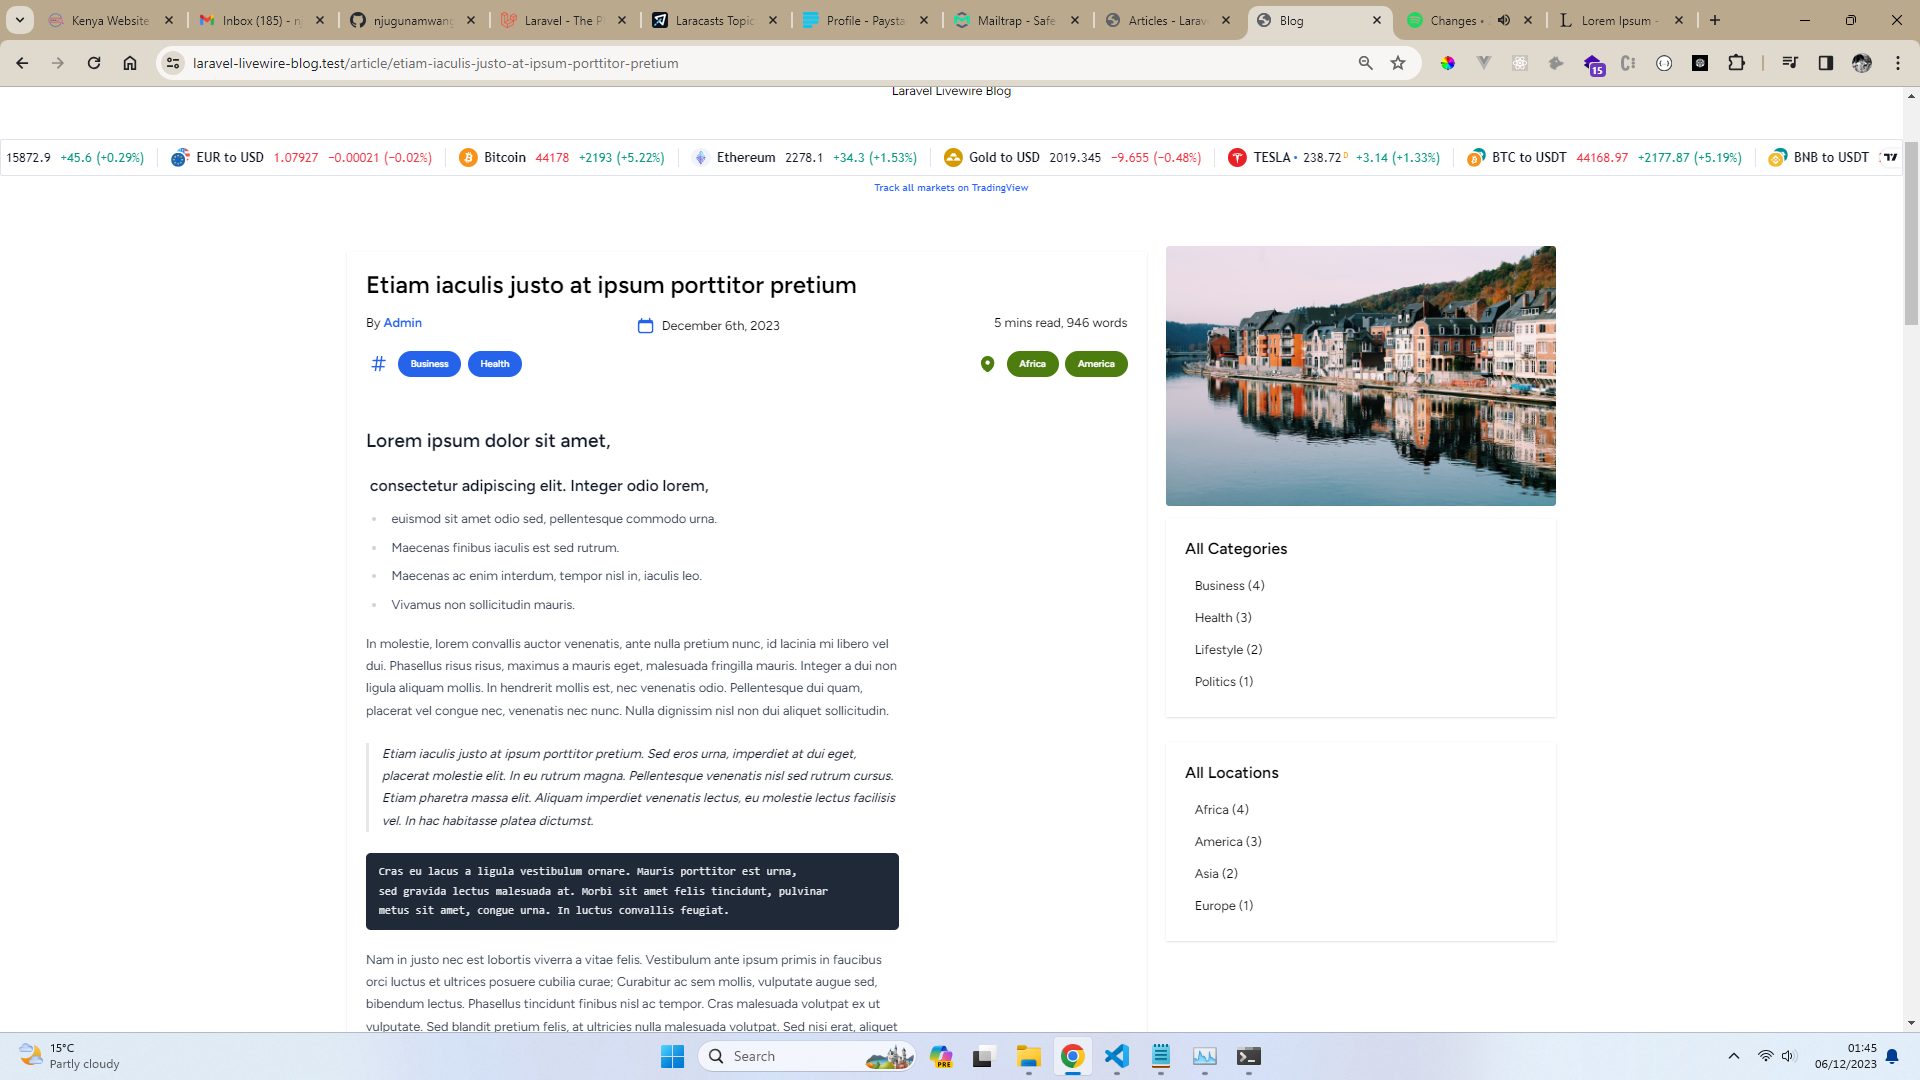 Kenya Website
Inbox (185) - nj
njugunamwang
Laravel - The P
Laracasts Topic
Profile - Paysta
Mailtrap - Safe
Articles - Larav
Blog
Changes •
Lorem Ipsum -
laravel-livewire-blog.test/article/etiam-iaculis-justo-at-ipsum-porttitor-pretium
15
Laravel Livewire Blog
15872.9 +45.6 (+0.29%)
EUR to USD 1.07927 −0.00021 (−0.02%)
Bitcoin 44178 +2193 (+5.22%)
Ethereum 2278.1 +34.3 (+1.53%)
Gold to USD 2019.345 −9.655 (−0.48%)
TESLA • 238.72 D +3.14 (+1.33%)
BTC to USDT 44168.97 +2177.87 (+5.19%)
BNB to USDT
Track all markets on TradingView
Etiam iaculis justo at ipsum porttitor pretium
By Admin
December 6th, 2023
5 mins read, 946 words
Business
Health
Africa
America
Lorem ipsum dolor sit amet,
consectetur adipiscing elit. Integer odio lorem,
• euismod sit amet odio sed, pellentesque commodo urna.
• Maecenas finibus iaculis est sed rutrum.
• Maecenas ac enim interdum, tempor nisl in, iaculis leo.
• Vivamus non sollicitudin mauris.
In molestie, lorem convallis auctor venenatis, ante nulla pretium nunc, id lacinia mi libero vel
dui. Phasellus risus risus, maximus a mauris eget, malesuada fringilla mauris. Integer a dui non
ligula aliquam mollis. In hendrerit mollis est, nec venenatis odio. Pellentesque dui quam,
placerat vel congue nec, venenatis nec nunc. Nulla dignissim nisl non dui aliquet sollicitudin.
Etiam iaculis justo at ipsum porttitor pretium. Sed eros urna, imperdiet at dui eget,
placerat molestie elit. In eu rutrum magna. Pellentesque venenatis nisl sed rutrum cursus.
Etiam pharetra massa elit. Aliquam imperdiet venenatis lectus, eu molestie lectus facilisis
vel. In hac habitasse platea dictumst.
Cras eu lacus a ligula vestibulum ornare. Mauris porttitor est urna,
sed gravida lectus malesuada at. Morbi sit amet felis tincidunt, pulvinar
metus sit amet, congue urna. In luctus convallis feugiat.
Nam in justo nec est lobortis viverra a vitae felis. Vestibulum ante ipsum primis in faucibus
orci luctus et ultrices posuere cubilia curae; Curabitur ac sem mollis, vulputate augue sed,
bibendum lectus. Phasellus tincidunt finibus nisl ac tempor. Cras malesuada volutpat ex ut
vulputate. Sed blandit pretium felis, at ultricies nulla malesuada volutpat. Sed nisi erat, aliquet
All Categories
Business (4)
Health (3)
Lifestyle (2)
Politics (1)
All Locations
Africa (4)
America (3)
Asia (2)
Europe (1)
15°C
Partly cloudy
Search
PRE
01:45
06/12/2023